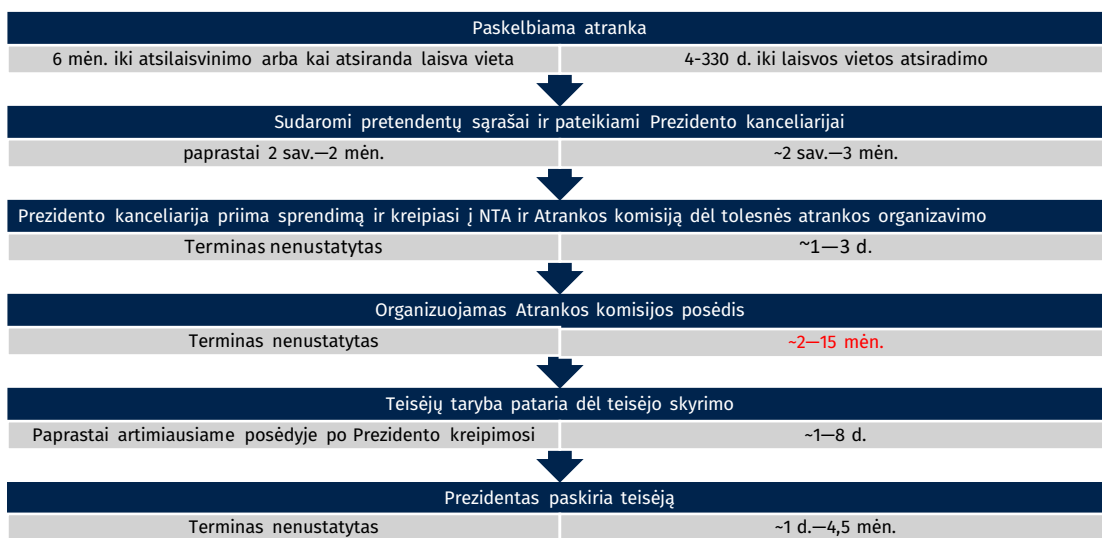 Paskelbiama atranka
6 mėn. iki atsilaisvinimo arba kai atsiranda laisva vieta
4-330 d. iki laisvos vietos atsiradimo
Sudaromi pretendentų sąrašai ir pateikiami Prezidento kanceliarijai
paprastai 2 sav.—2 mėn.
~2 sav.—3 mėn.
Prezidento kanceliarija priima sprendimą ir kreipiasi į NTA ir Atrankos komisiją dėl tolesnės atrankos organizavimo
Terminas nenustatytas
~1—3 d.
Organizuojamas Atrankos komisijos posėdis
Terminas nenustatytas
~2—15 mėn.
Teisėjų taryba pataria dėl teisėjo skyrimo
Paprastai artimiausiame posėdyje po Prezidento kreipimosi
~1—8 d.
Prezidentas paskiria teisėją
Terminas nenustatytas
~1 d.—4,5 mėn.